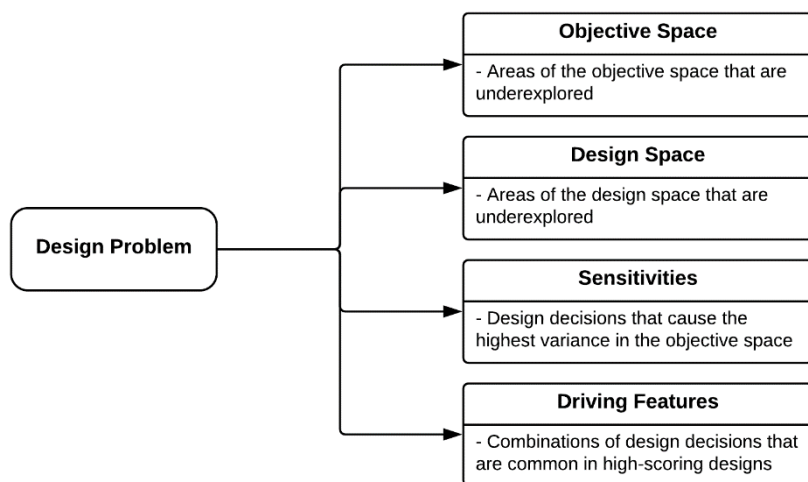 Design Problem
Objective Space
- Areas of the objective space that are
underexplored
Design Space
- Areas of the design space that are
underexplored
Sensitivities
- Design decisions that cause the
highest variance in the objective space
Driving Features
- Combinations of design decisions that
are common in high-scoring designs